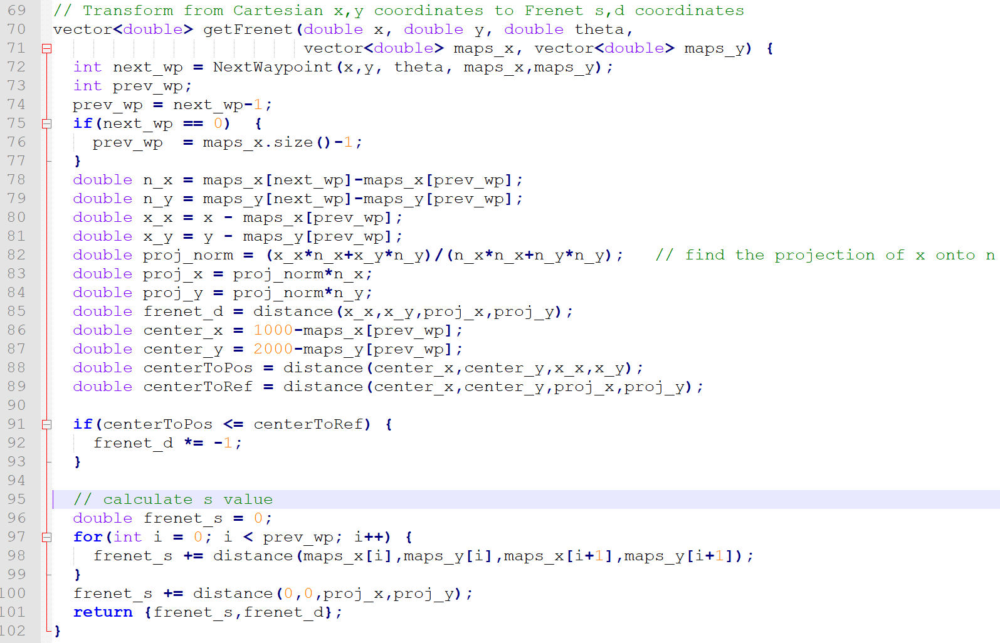 69 // Transform from Cartesian x,y coordinates to Frenet s,d coordinates
70 vector<double> getFrenet(double x, double y, double theta,
71                          vector<double> maps_x, vector<double> maps_y) {
72   int next_wp = NextWaypoint(x,y, theta, maps_x,maps_y);
73   int prev_wp;
74   prev_wp = next_wp-1;
75   if(next_wp == 0)  {
76     prev_wp  = maps_x.size()-1;
77   }
78   double n_x = maps_x[next_wp]-maps_x[prev_wp];
79   double n_y = maps_y[next_wp]-maps_y[prev_wp];
80   double x_x = x - maps_x[prev_wp];
81   double x_y = y - maps_y[prev_wp];
82   double proj_norm = (x_x*n_x+x_y*n_y)/(n_x*n_x+n_y*n_y);   // find the projection of x onto n
83   double proj_x = proj_norm*n_x;
84   double proj_y = proj_norm*n_y;
85   double frenet_d = distance(x_x,x_y,proj_x,proj_y);
86   double center_x = 1000-maps_x[prev_wp];
87   double center_y = 2000-maps_y[prev_wp];
88   double centerToPos = distance(center_x,center_y,x_x,x_y);
89   double centerToRef = distance(center_x,center_y,proj_x,proj_y);
90
91   if(centerToPos <= centerToRef) {
92     frenet_d *= -1;
93   }
94
95   // calculate s value
96   double frenet_s = 0;
97   for(int i = 0; i < prev_wp; i++) {
98     frenet_s += distance(maps_x[i],maps_y[i],maps_x[i+1],maps_y[i+1]);
99   }
100   frenet_s += distance(0,0,proj_x,proj_y);
101   return {frenet_s,frenet_d};
102 }